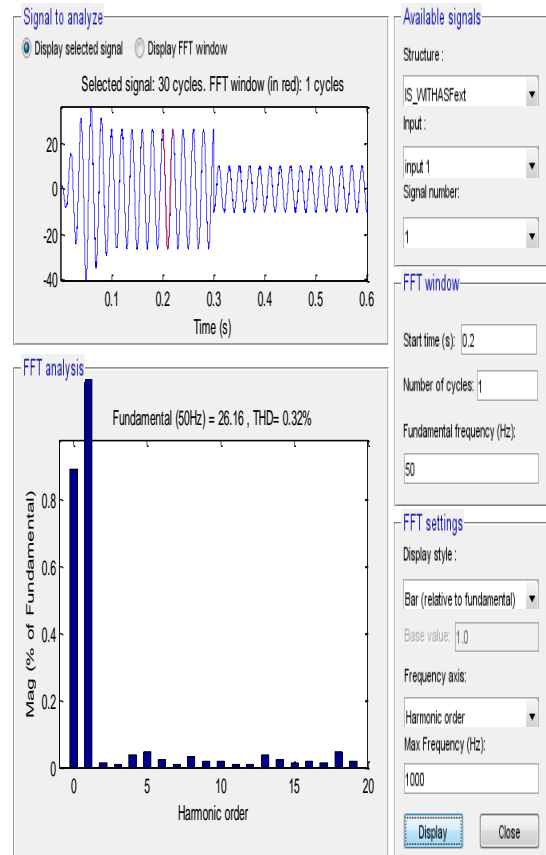 Signal to analyze
Display selected signal
Display FFT window
Selected signal: 30 cycles. FFT window (in red): 1 cycles
20
0
-20
-40
0.1
0.2
0.3
0.4
0.5
0.6
Time (s)
FFT analysis
Fundamental (50Hz) = 26.16 , THD= 0.32%
Mag (% of Fundamental)
0.8
0.6
0.4
0.2
0
0
5
10
15
20
Harmonic order
Available signals
Structure :
IS_WITHASFext
Input :
input 1
Signal number:
1
FFT window
Start time (s): 0.2
Number of cycles: 1
Fundamental frequency (Hz):
50
FFT settings
Display style :
Bar (relative to fundamental)
Base value: 1.0
Frequency axis:
Harmonic order
Max Frequency (Hz):
1000
Display
Close